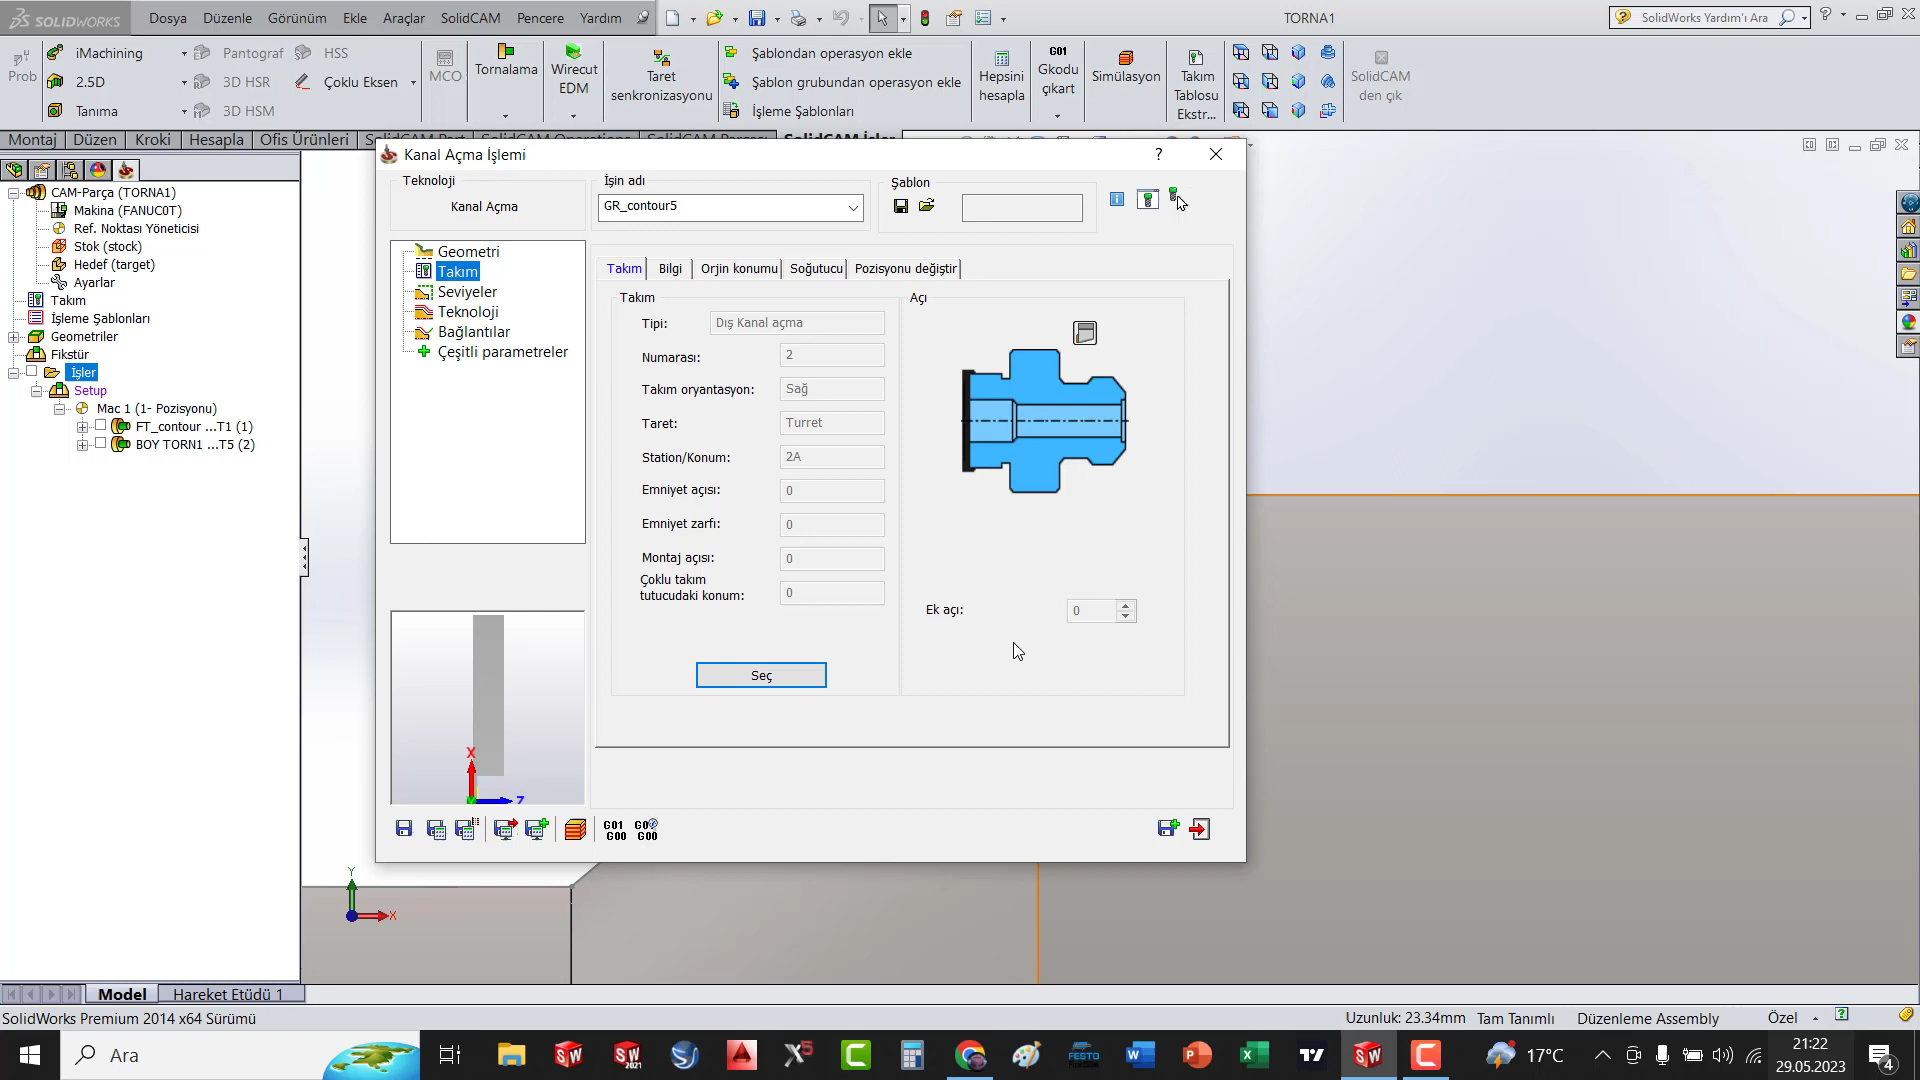 SOLIDWORKS
Dosya Düzenle Görünüm Ekle Araçlar SolidCAM Pencere Yardım
TORNA1
SolidWorks Yardım'ı Ara
Prob
iMachining
2.5D
Tanıma
Pantograf
3D HSR
3D HSM
HSS
Çoklu Eksen
MCO
Tornalama
Wirecut
EDM
Taret
senkronizasyonu
Şablondan operasyon ekle
Şablon grubundan operasyon ekle
İşleme Şablonları
Hepsini
hesapla
G01
Gkodu
çıkart
Simülasyon
Takım
Tablosu
Ekstr...
SolidCAM
den çık
Montaj Düzen Kroki Hesapla Ofis Ürünleri
CAM-Parça (TORNA1)
Makina (FANUC0T)
Ref. Noktası Yöneticisi
Stok (stock)
Hedef (target)
Ayarlar
Takım
İşleme Şablonları
Geometriler
Fikstür
İşler
Setup
Mac 1 (1- Pozisyonu)
FT_contour ...T1 (1)
BOY TORN1 ...T5 (2)
Kanal Açma İşlemi
?
Teknoloji
Kanal Açma
İşin adı
GR_contour5
Şablon
Geometri
Takım
Seviyeler
Teknoloji
Bağlantılar
Çeşitli parametreler
Takım Bilgi Orjin konumu Soğutucu Pozisyonu değiştir
Takım
Tipi: Dış Kanal açma
Numarası: 2
Takım oryantasyon: Sağ
Taret: Turret
Station/Konum: 2A
Emniyet açısı: 0
Emniyet zarfı: 0
Montaj açısı: 0
Çoklu takım
tutucudaki konum: 0
Seç
Açı
Ek açı: 0
X
Z
G01
G00
G00
Y
X
Model Hareket Etüdü 1
SolidWorks Premium 2014 x64 Sürümü
Uzunluk: 23.34mm Tam Tanımlı Düzenleme Assembly Özel
Ara
17°C
21:22
29.05.2023
4